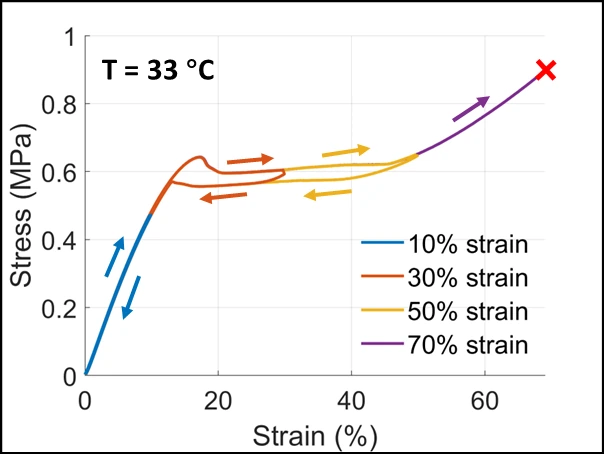 T = 33 °C
Stress (MPa)
1
0.8
0.6
0.4
0.2
0
0 20 40 60
Strain (%)
10% strain
30% strain
50% strain
70% strain